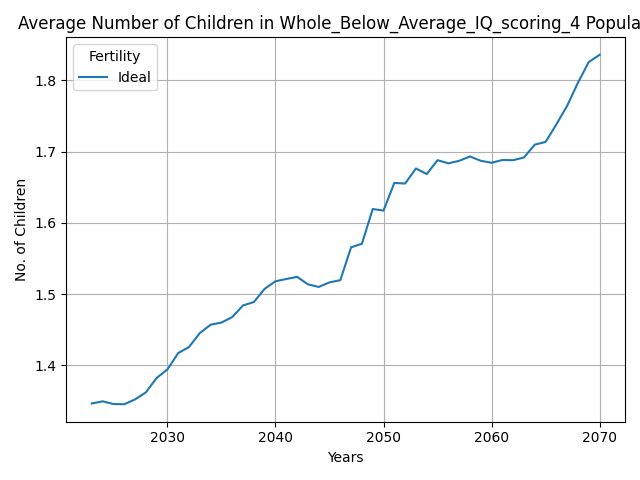 Average Number of Children in Whole_Below_Average_IQ_scoring_4 Popula
Fertility
Ideal
1.8
1.7
1.6
1.5
1.4
No. of Children
2030 2040 2050 2060 2070
Years